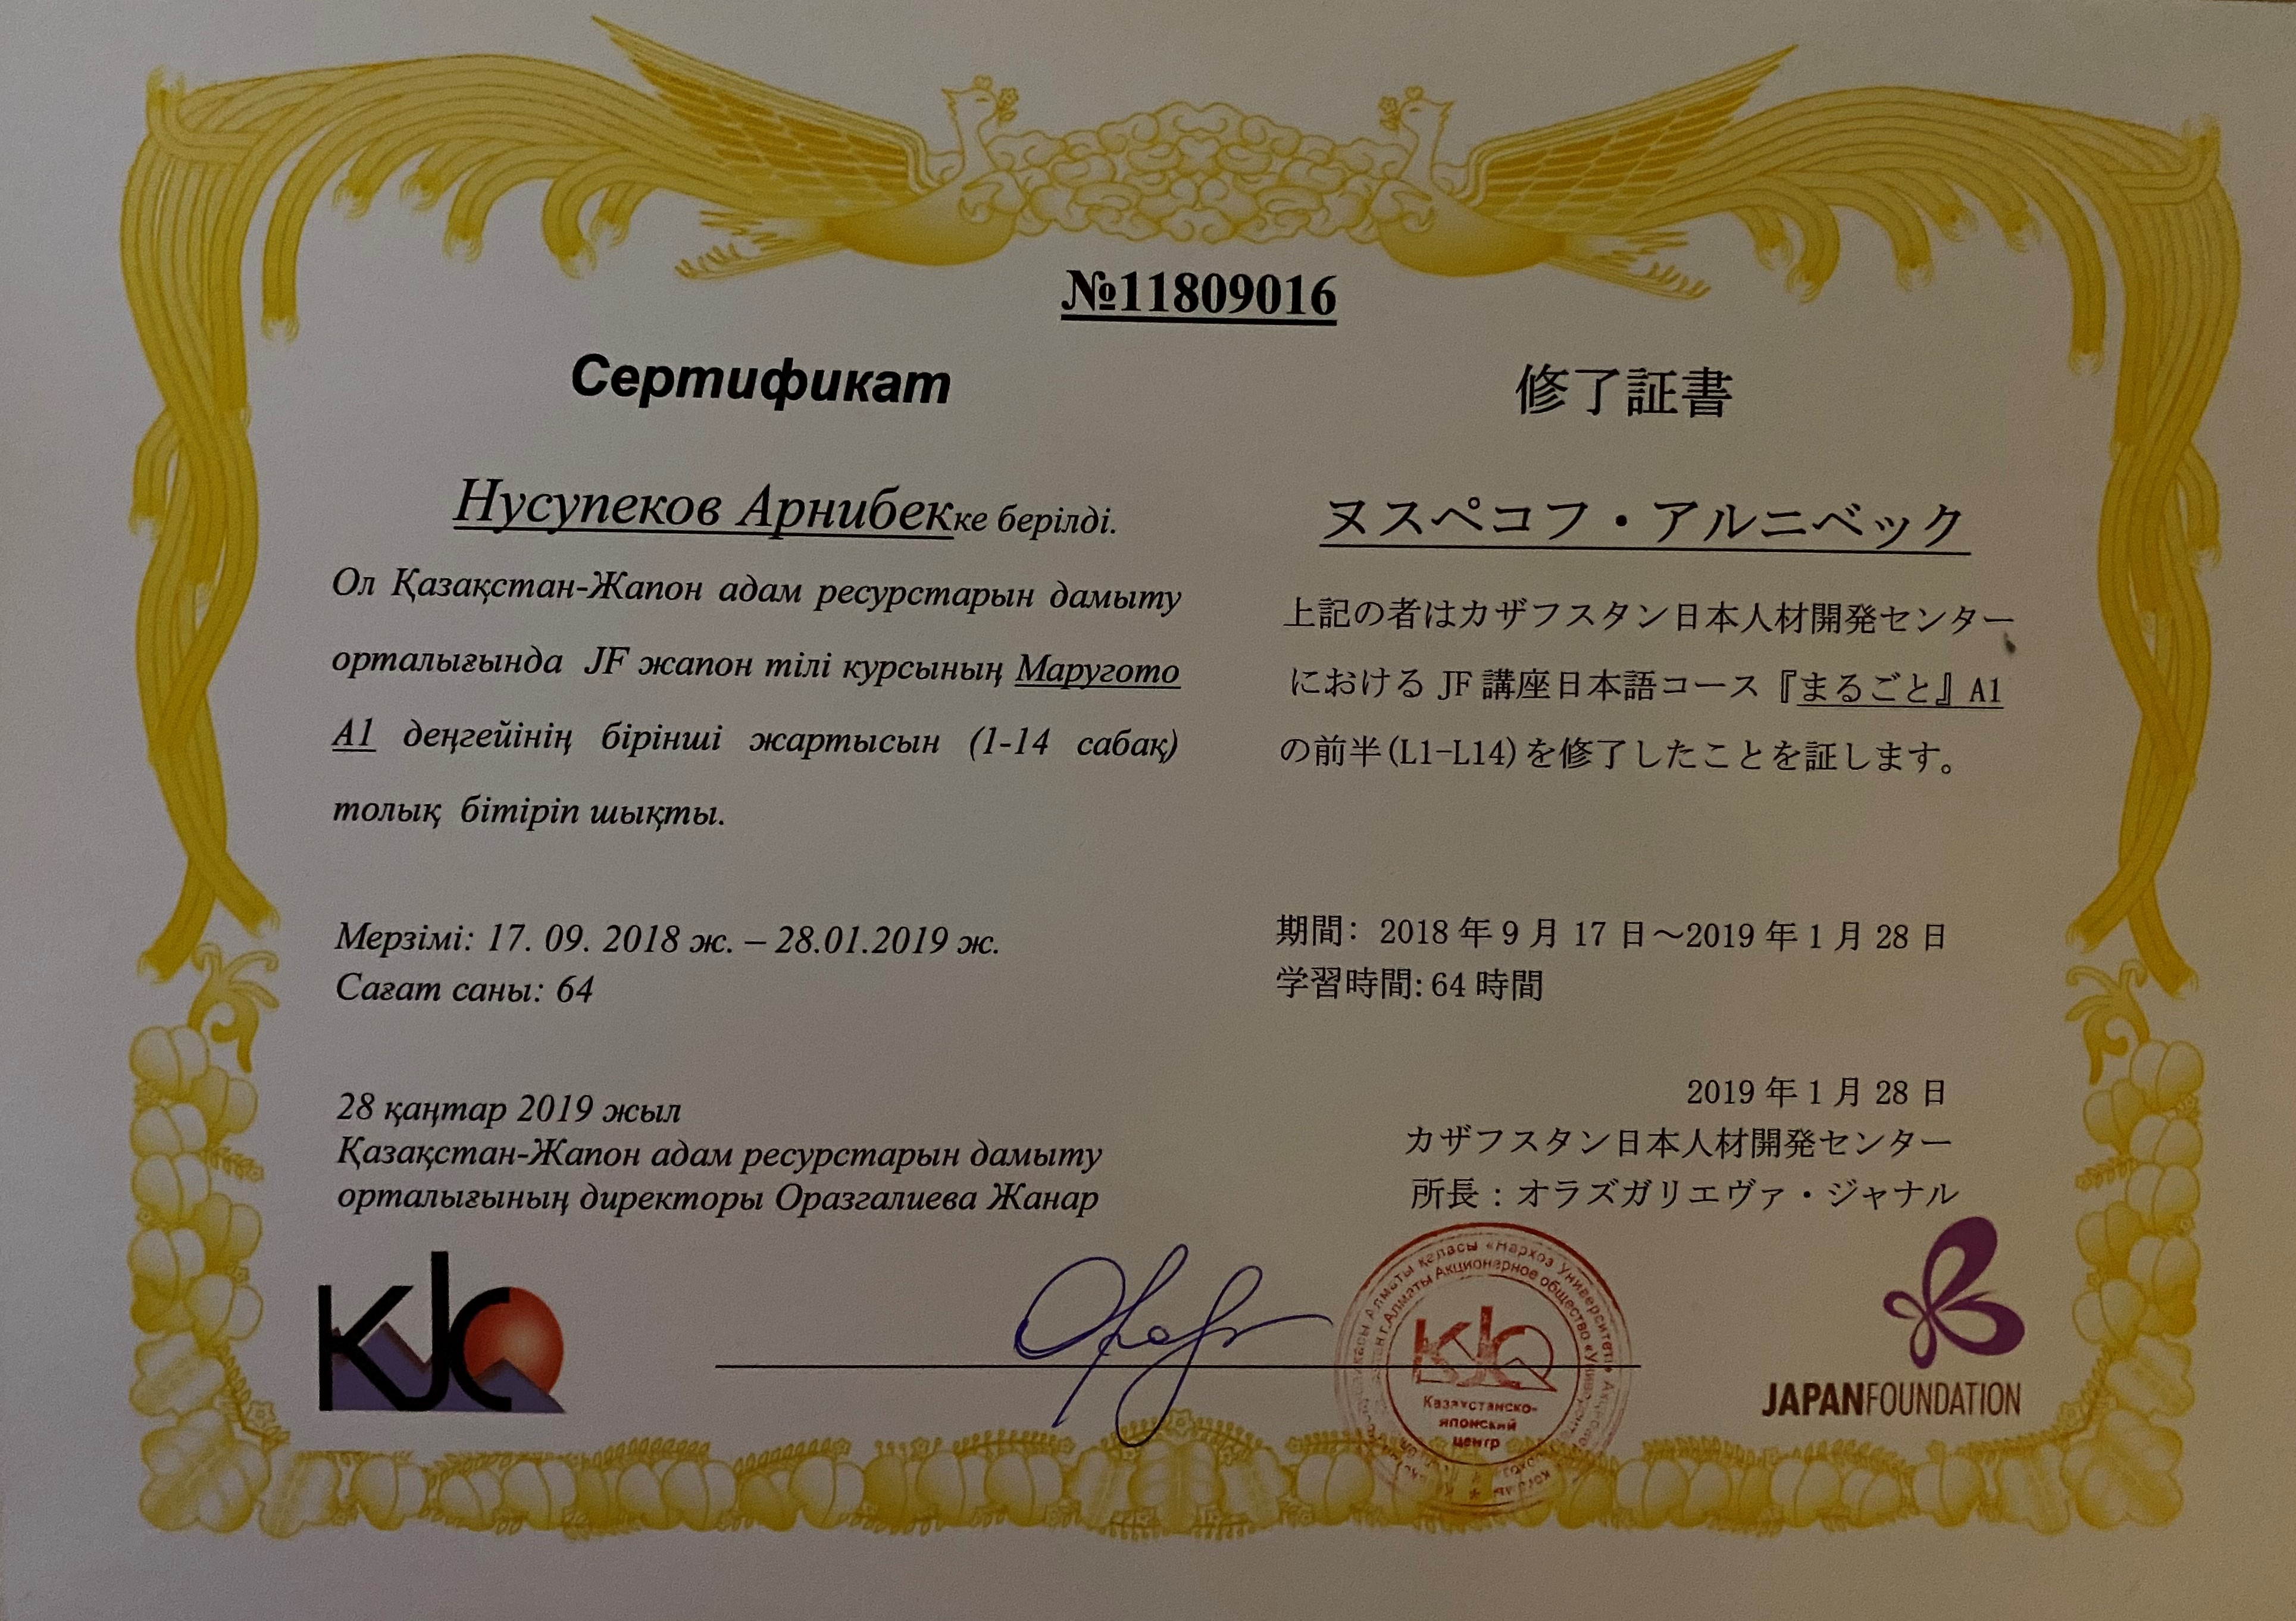 №11809016
Сертификат
Нусупеков Арнибекке берілді.
Ол Қазақстан-Жапон адам ресурстарын дамыту
орталығында JF жапон тілі курсының Маругото
А1 деңгейінің бірінші жартысын (1-14 сабақ)
толық бітіріп шықты.
Мерзімі: 17. 09. 2018 ж. – 28.01.2019 ж.
Сағат саны: 64
28 қаңтар 2019 жыл
Қазақстан-Жапон адам ресурстарын дамыту
орталығының директоры Оразгалиева Жанар
修了証書
ヌスペコフ・アルニベック
上記の者はカザフスタン日本人材開発センター
における JF 講座日本語コース『まるごと』A1
の前半(L1-L14)を修了したことを証します。
期間: 2018 年 9 月 17 日～2019 年 1 月 28 日
学習時間:64 時間
2019 年 1 月 28 日
カザフスタン日本人材開発センター
所長：オラズガリエヴァ・ジャナル
KJC
Алматы қаласы «Нархоз Университеті»
г.Алматы Акционерное общество
KJC
Казахстанско-
японский
центр
JAPANFOUNDATION